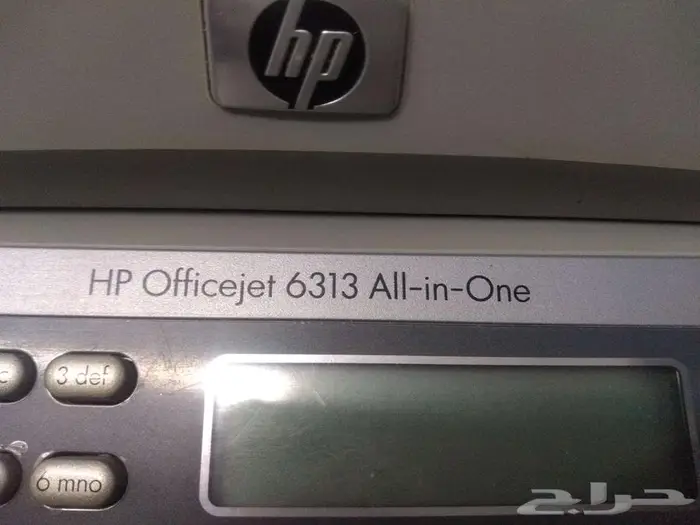 hp
HP Officejet 6313 All-in-One
c
3 def
6 mno
حراج